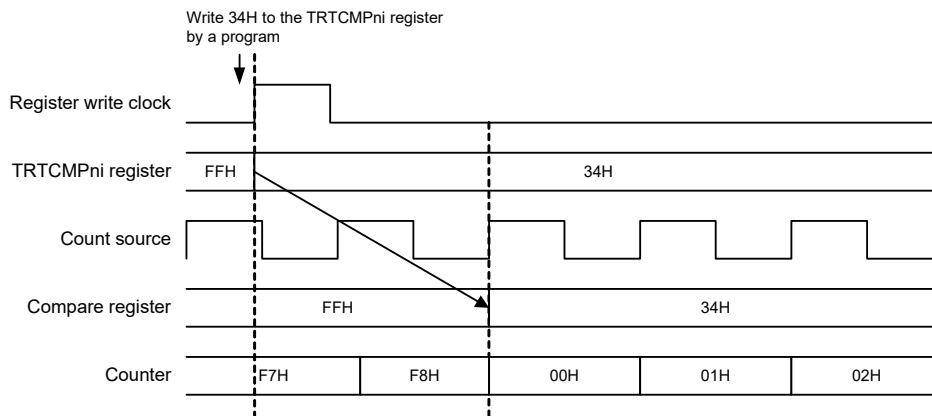 Write 34H to the TRTCMPni register
by a program
Register write clock
TRTCMPni register FFH 34H
Count source
Compare register FFH 34H
Counter F7H F8H 00H 01H 02H